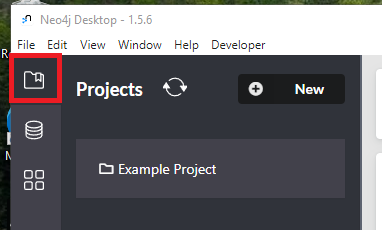 Neo4j Desktop - 1.5.6
File Edit View Window Help Developer
Projects New
Example Project